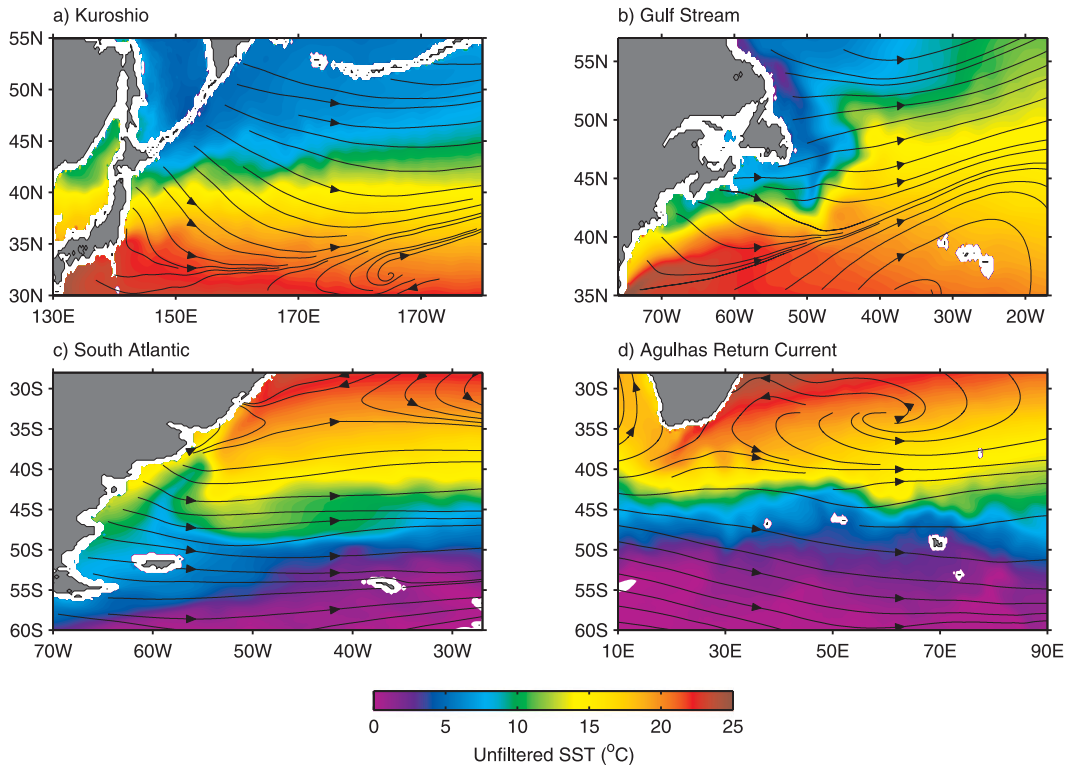 a) Kuroshio
55N
50N
45N
40N
35N
30N
130E 150E 170E 170W
b) Gulf Stream
55N
50N
45N
40N
35N
70W 60W 50W 40W 30W 20W
c) South Atlantic
30S
35S
40S
45S
50S
55S
60S
70W 60W 50W 40W 30W
d) Agulhas Return Current
30S
35S
40S
45S
50S
55S
60S
10E 30E 50E 70E 90E
0 5 10 15 20 25
Unfiltered SST (°C)